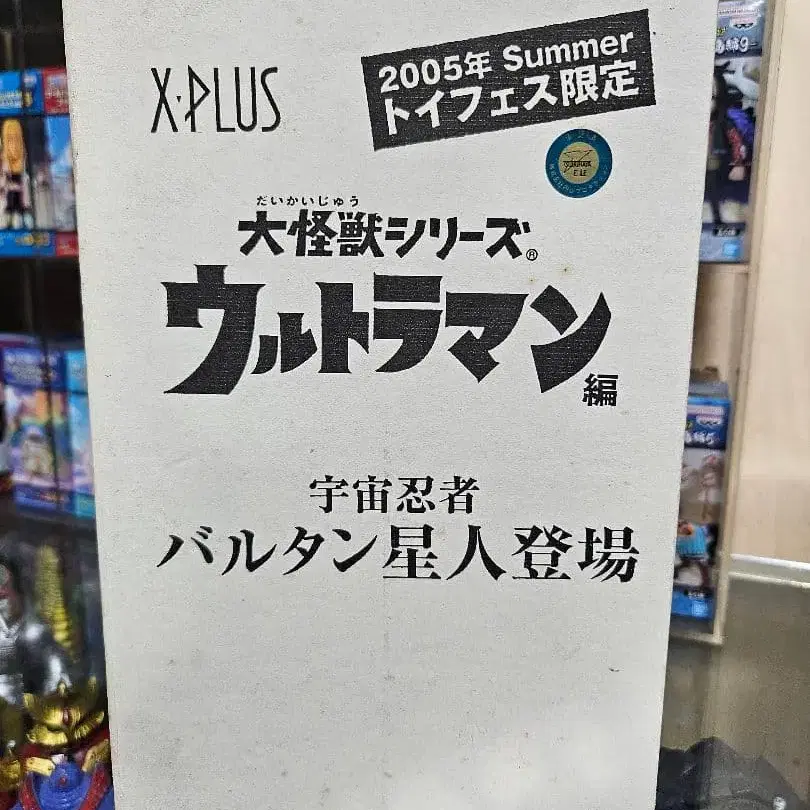 X-PLUS
2005年 Summer
トイフェス限定
だいかいじゅう
大怪獣シリーズ®
ウルトラマン
編
宇宙忍者
バルタン星人登場